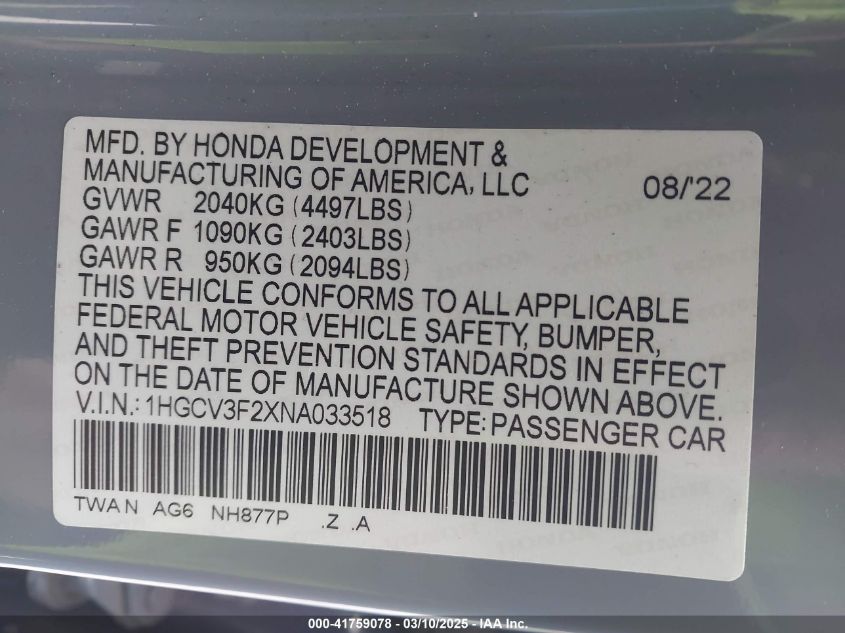 MFD. BY HONDA DEVELOPMENT &
MANUFACTURING OF AMERICA, LLC 08/'22
GVWR 2040KG (4497LBS)
GAWR F 1090KG (2403LBS)
GAWR R 950KG (2094LBS)
THIS VEHICLE CONFORMS TO ALL APPLICABLE
FEDERAL MOTOR VEHICLE SAFETY, BUMPER,
AND THEFT PREVENTION STANDARDS IN EFFECT
ON THE DATE OF MANUFACTURE SHOWN ABOVE.
V.I.N.: 1HGCV3F2XNA033518 TYPE: PASSENGER CAR
TWA N AG6 NH877P .Z .A
000-41759078 - 03/10/2025 - IAA Inc.